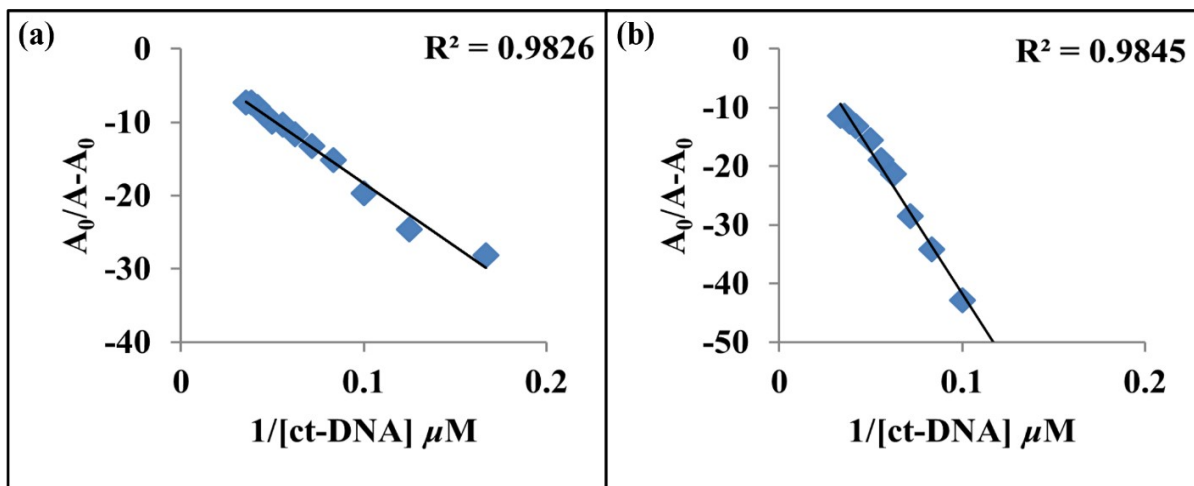 (a)
R² = 0.9826
A₀/A-A₀
0
-10
-20
-30
-40
0 0.1 0.2
1/[ct-DNA] µM
(b)
R² = 0.9845
A₀/A-A₀
0
-10
-20
-30
-40
-50
0 0.1 0.2
1/[ct-DNA] µM